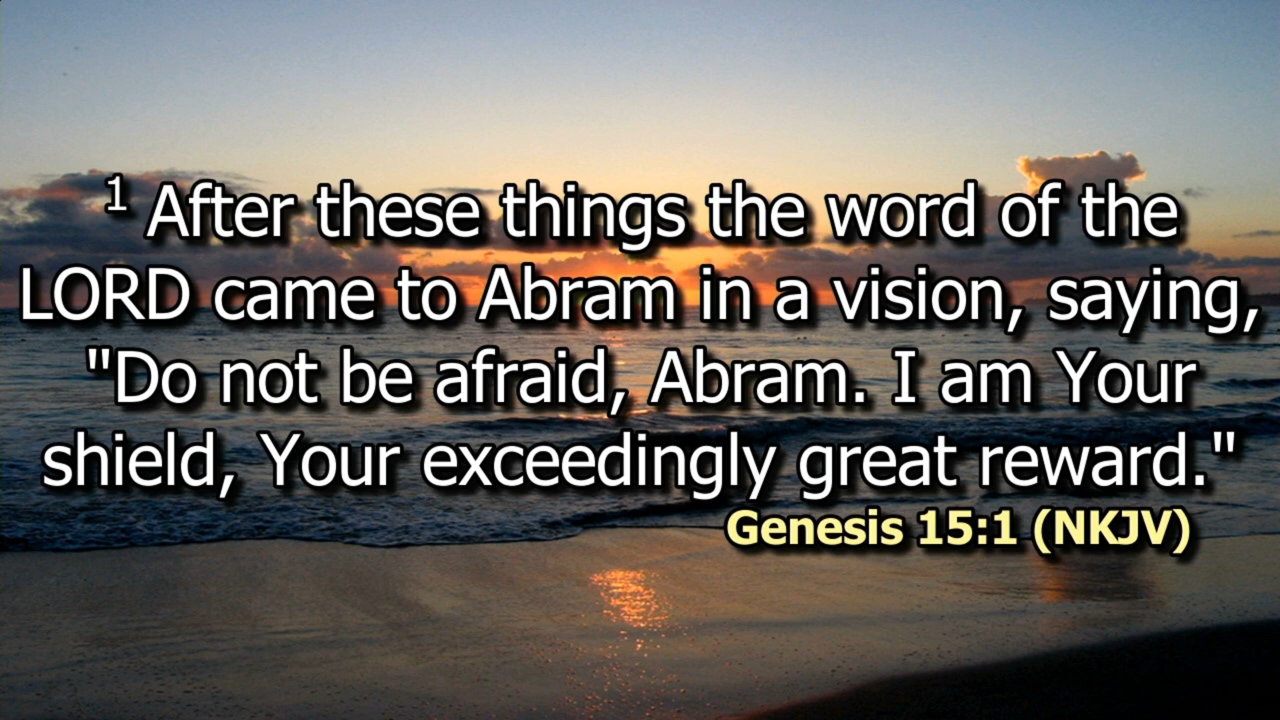 1 After these things the word of the
LORD came to Abram in a vision, saying,
"Do not be afraid, Abram. I am Your
shield, Your exceedingly great reward."
Genesis 15:1 (NKJV)